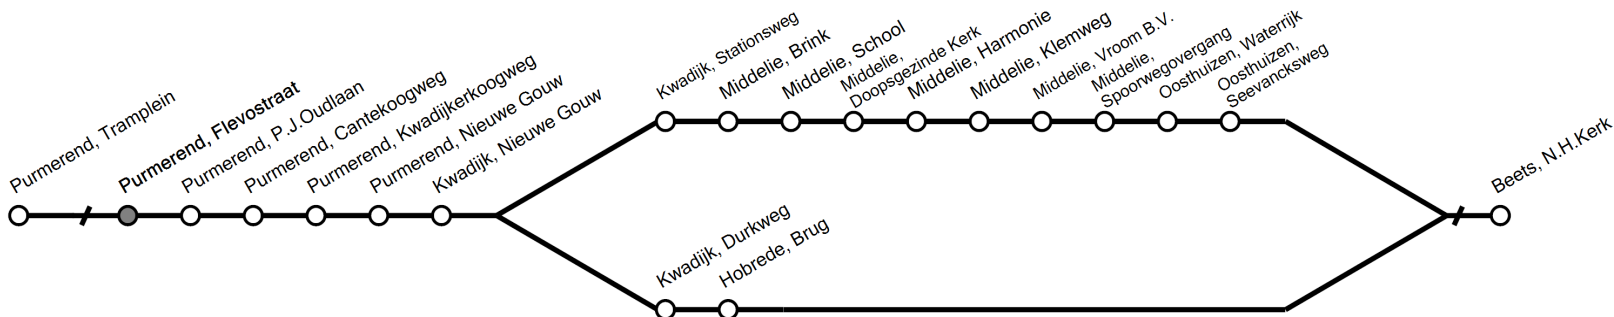 Purmerend, Tramplein
Purmerend, Flevostraat
Purmerend, P.J.Oudlaan
Purmerend, Cantekoogweg
Purmerend, Kwadijkerkoogweg
Purmerend, Nieuwe Gouw
Kwadijk, Nieuwe Gouw
Kwadijk, Stationsweg
Middelie, Brink
Middelie, School
Middelie,
Doopsgezinde Kerk
Middelie, Harmonie
Middelie, Klemweg
Middelie, Vroom B.V.
Middelie,
Spoorwegovergang
Oosthuizen, Waterrijk
Oosthuizen,
Seevancksweg
Kwadijk, Durkweg
Hobrede, Brug
Beets, N.H.Kerk